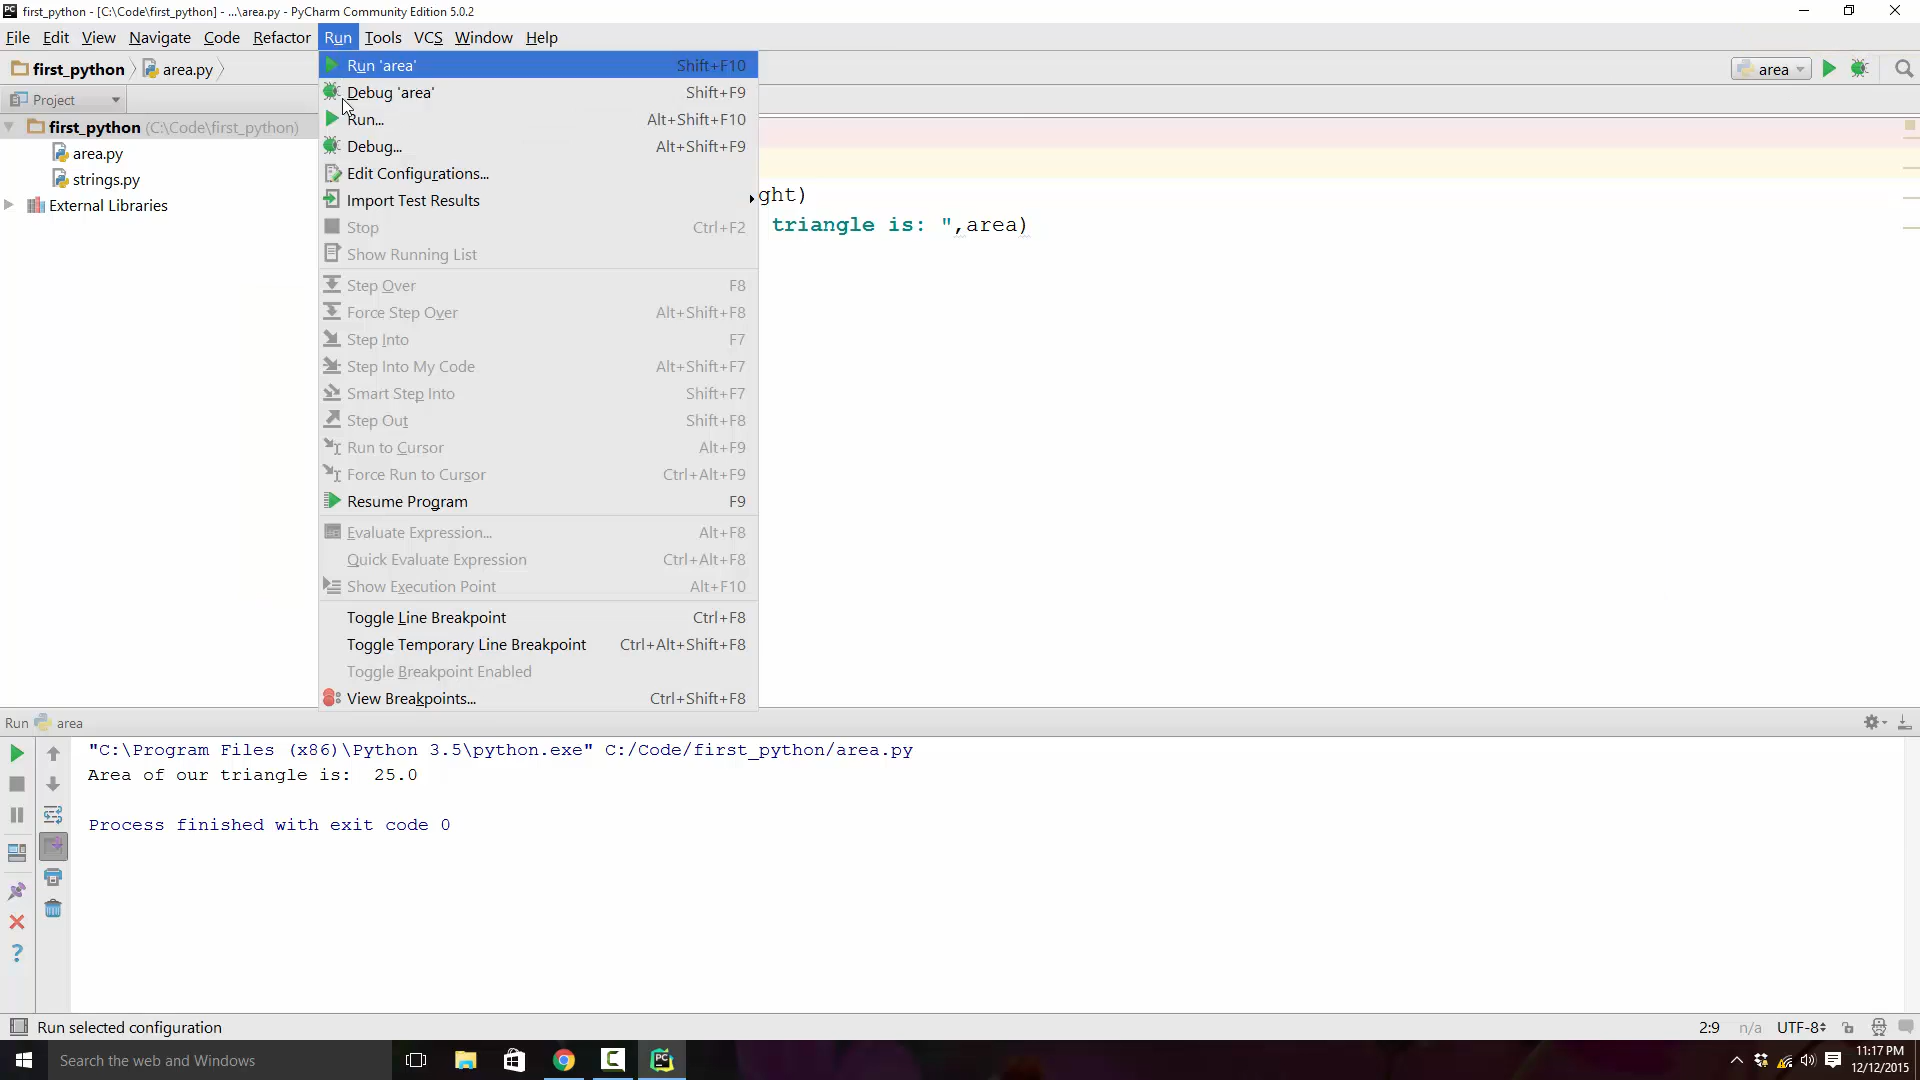 first_python - [C:\Code\first_python] - ...\area.py - PyCharm Community Edition 5.0.2
File Edit View Navigate Code Refactor Run Tools VCS Window Help
first_python area.py
area
Project
first_python (C:\Code\first_python)
area.py
strings.py
External Libraries
Run 'area' Shift+F10
Debug 'area' Shift+F9
Run... Alt+Shift+F10
Debug... Alt+Shift+F9
Edit Configurations...
Import Test Results
Stop Ctrl+F2
Show Running List
Step Over F8
Force Step Over Alt+Shift+F8
Step Into F7
Step Into My Code Alt+Shift+F7
Smart Step Into Shift+F7
Step Out Shift+F8
Run to Cursor Alt+F9
Force Run to Cursor Ctrl+Alt+F9
Resume Program F9
Evaluate Expression... Alt+F8
Quick Evaluate Expression Ctrl+Alt+F8
Show Execution Point Alt+F10
Toggle Line Breakpoint Ctrl+F8
Toggle Temporary Line Breakpoint Ctrl+Alt+Shift+F8
Toggle Breakpoint Enabled
View Breakpoints... Ctrl+Shift+F8
ght)
triangle is: ",area)
Run area
"C:\Program Files (x86)\Python 3.5\python.exe" C:/Code/first_python/area.py
Area of our triangle is:  25.0
Process finished with exit code 0
Run selected configuration
2:9 n/a UTF-8
Search the web and Windows
11:17 PM
12/12/2015